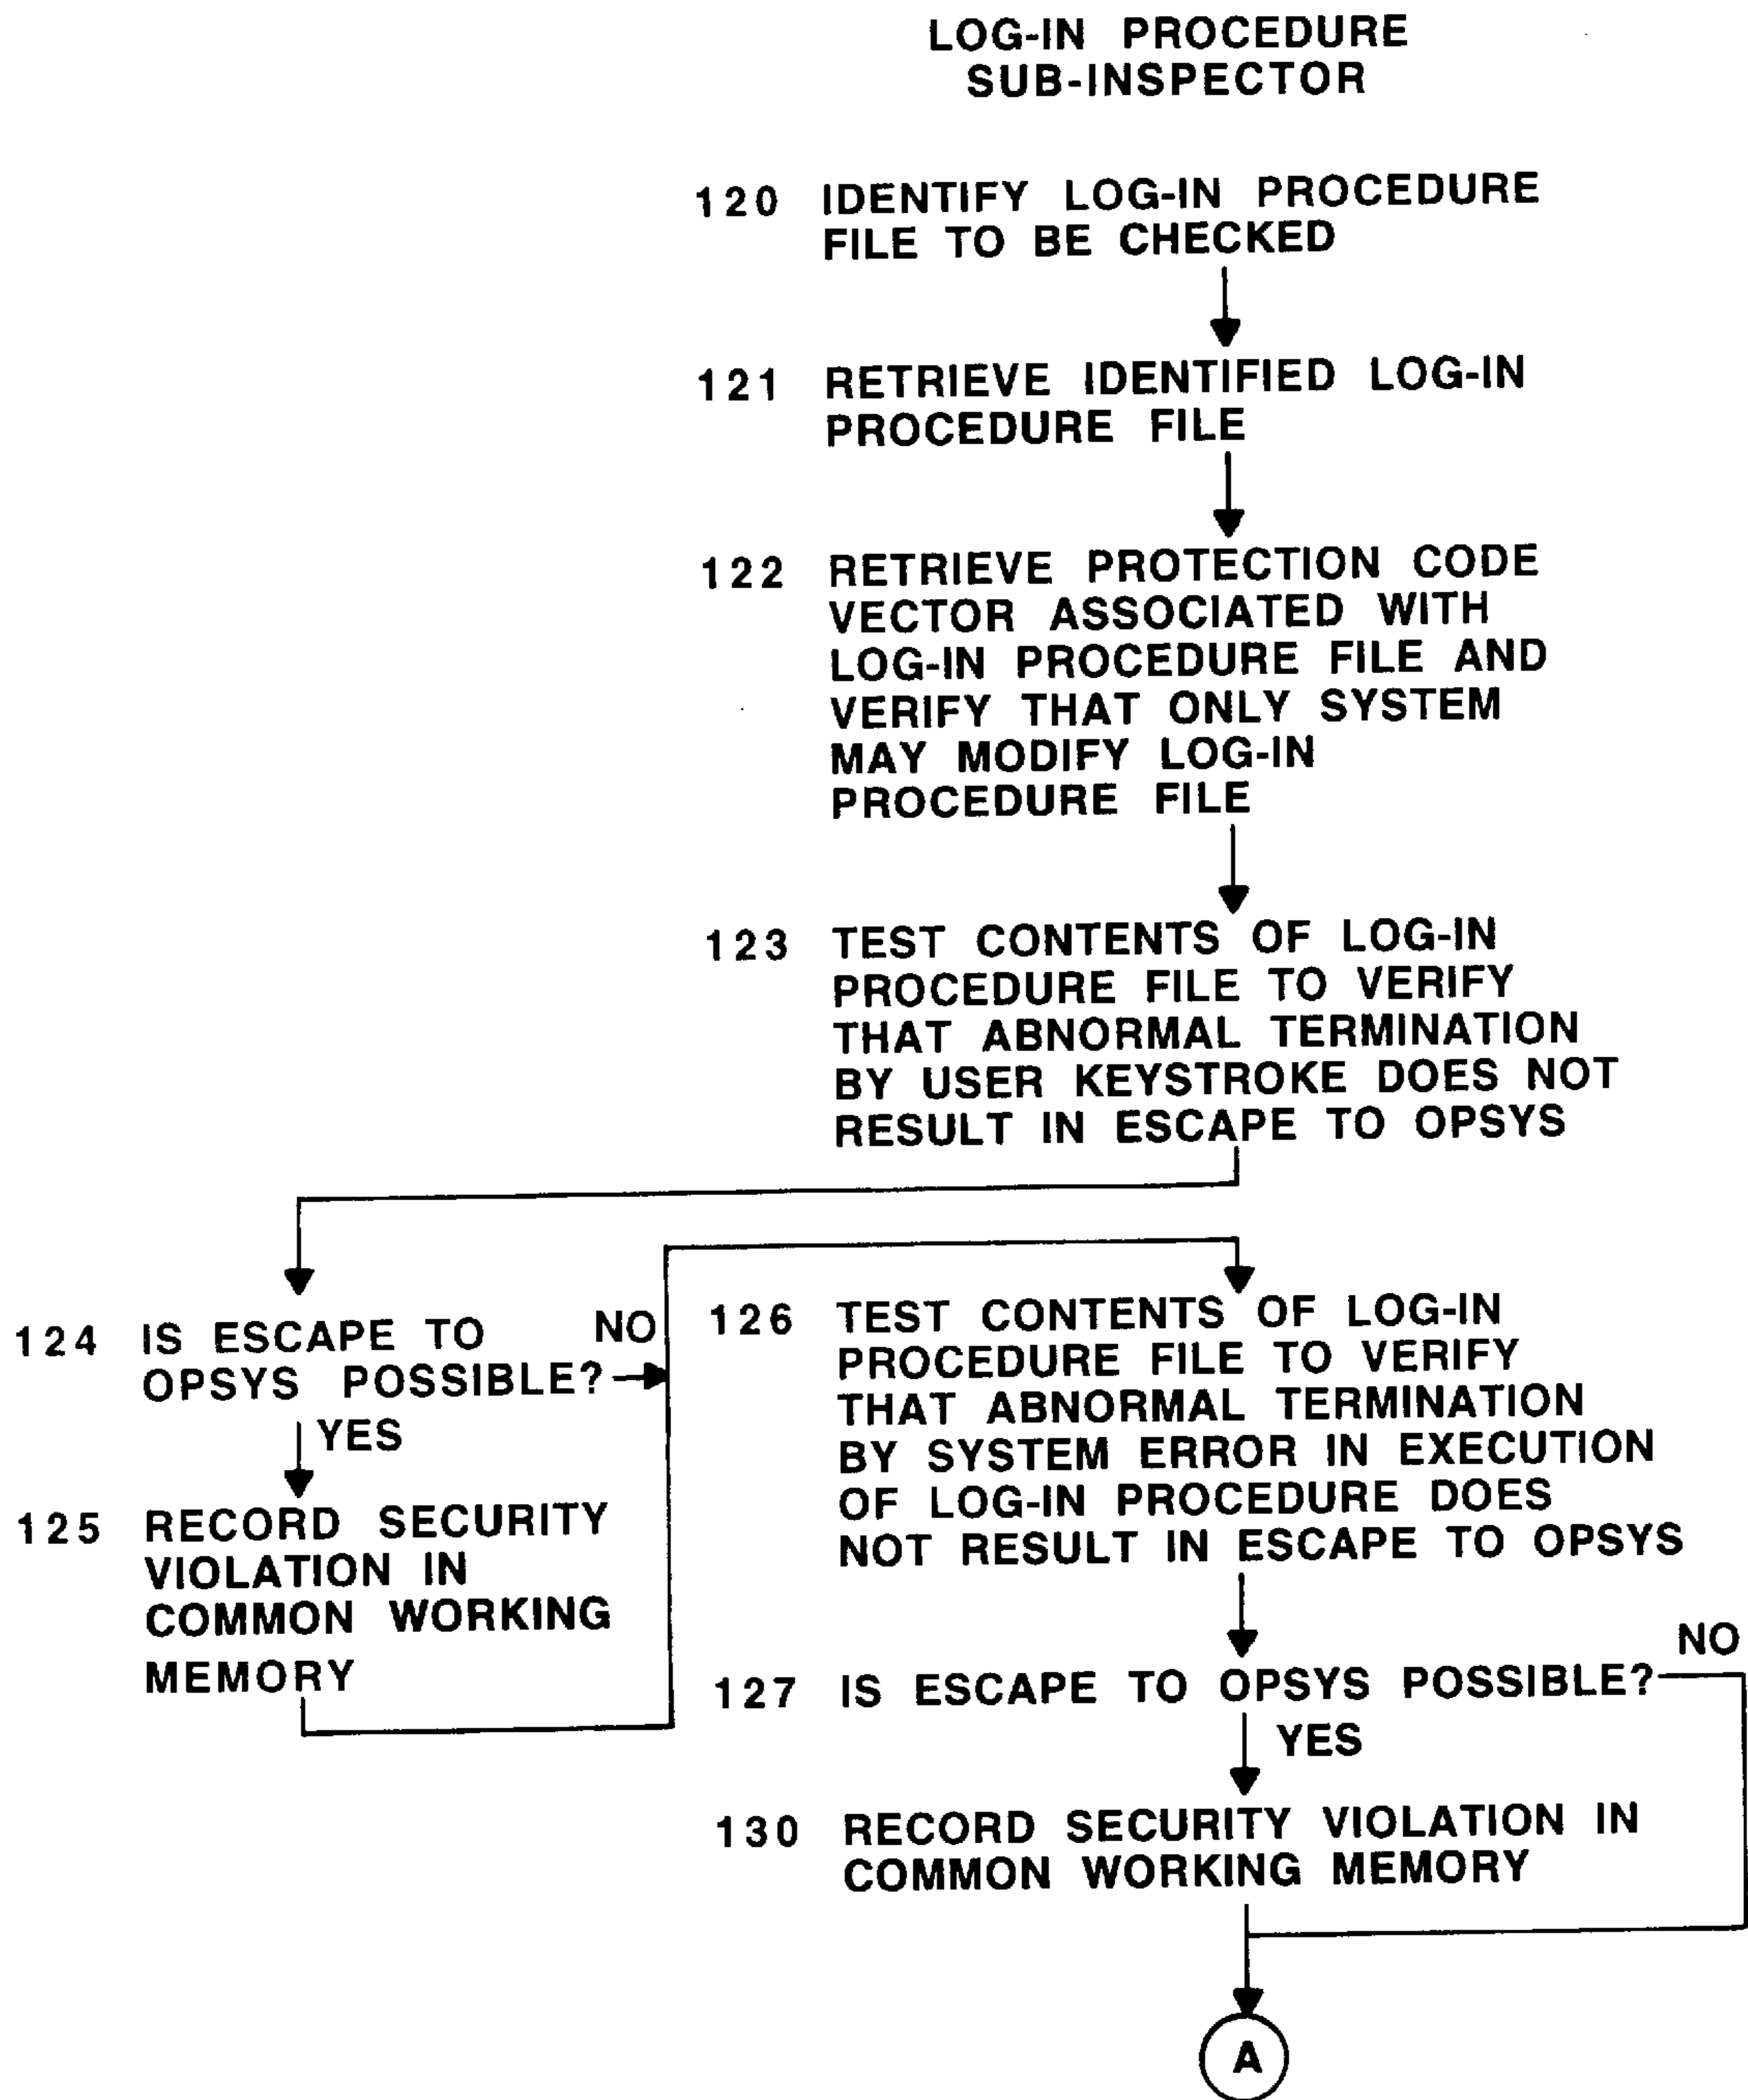 LOG-IN PROCEDURE
SUB-INSPECTOR
120 IDENTIFY LOG-IN PROCEDURE
FILE TO BE CHECKED
121 RETRIEVE IDENTIFIED LOG-IN
PROCEDURE FILE
122 RETRIEVE PROTECTION CODE
VECTOR ASSOCIATED WITH
LOG-IN PROCEDURE FILE AND
VERIFY THAT ONLY SYSTEM
MAY MODIFY LOG-IN
PROCEDURE FILE
123 TEST CONTENTS OF LOG-IN
PROCEDURE FILE TO VERIFY
THAT ABNORMAL TERMINATION
BY USER KEYSTROKE DOES NOT
RESULT IN ESCAPE TO OPSYS
124 IS ESCAPE TO
OPSYS POSSIBLE?
NO
YES
125 RECORD SECURITY
VIOLATION IN
COMMON WORKING
MEMORY
126 TEST CONTENTS OF LOG-IN
PROCEDURE FILE TO VERIFY
THAT ABNORMAL TERMINATION
BY SYSTEM ERROR IN EXECUTION
OF LOG-IN PROCEDURE DOES
NOT RESULT IN ESCAPE TO OPSYS
127 IS ESCAPE TO OPSYS POSSIBLE?
NO
YES
130 RECORD SECURITY VIOLATION IN
COMMON WORKING MEMORY
A